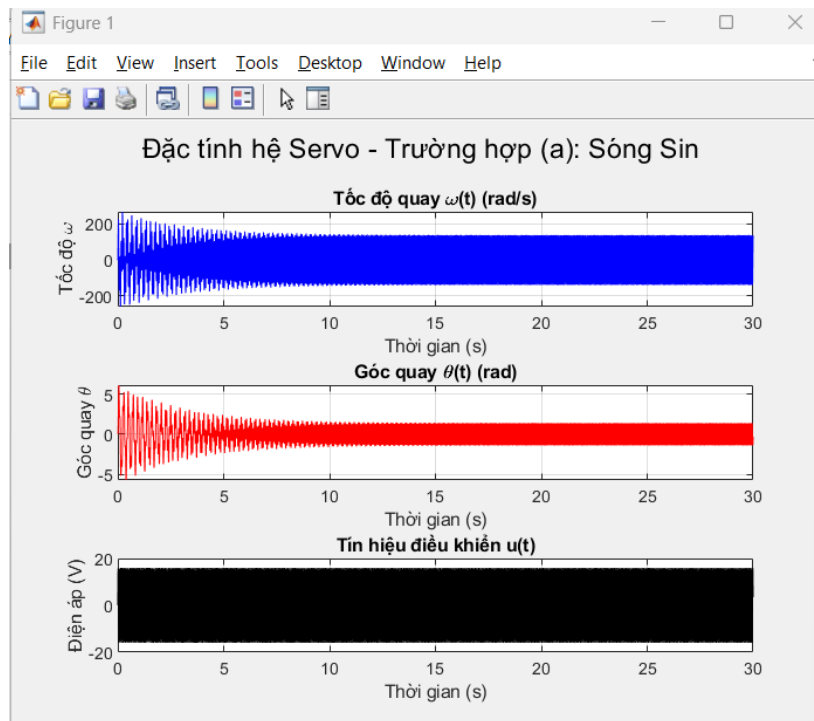 Figure 1
File Edit View Insert Tools Desktop Window Help
Đặc tính hệ Servo - Trường hợp (a): Sóng Sin
Tốc độ quay ω(t) (rad/s)
Tốc độ ω
200
0
-200
0 5 10 15 20 25 30
Thời gian (s)
Góc quay θ(t) (rad)
Góc quay θ
5
0
-5
0 5 10 15 20 25 30
Thời gian (s)
Tín hiệu điều khiển u(t)
Điện áp (V)
20
0
-20
0 5 10 15 20 25 30
Thời gian (s)